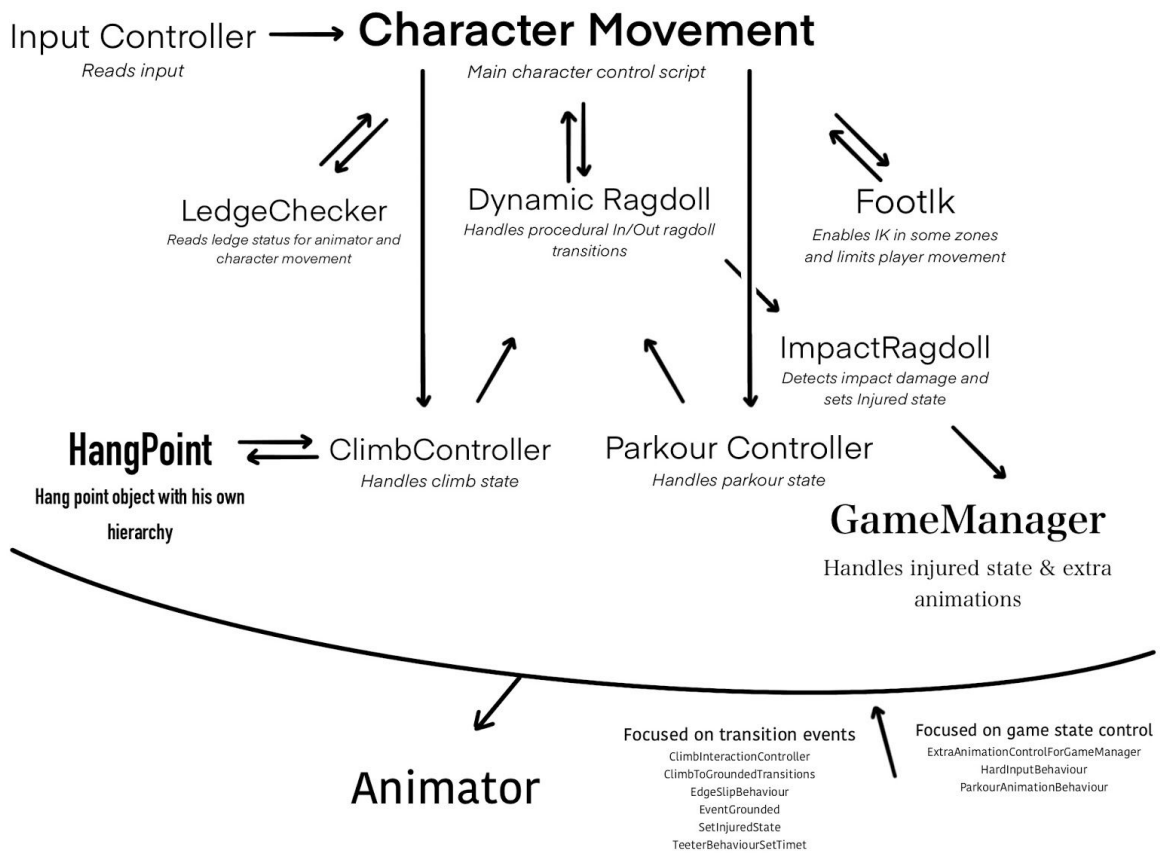 Input Controller
Reads input
Character Movement
Main character control script
LedgeChecker
Reads ledge status for animator and
character movement
Dynamic Ragdoll
Handles procedural In/Out ragdoll
transitions
FootIk
Enables IK in some zones
and limits player movement
ImpactRagdoll
Detects impact damage and
sets Injured state
HangPoint
Hang point object with his own
hierarchy
ClimbController
Handles climb state
Parkour Controller
Handles parkour state
GameManager
Handles injured state & extra
animations
Animator
Focused on transition events
ClimbInteractionController
ClimbToGroundedTransitions
EdgeSlipBehaviour
EventGrounded
SetInjuredState
TeeterBehaviourSetTimet
Focused on game state control
ExtraAnimationControlForGameManager
HardInputBehaviour
ParkourAnimationBehaviour